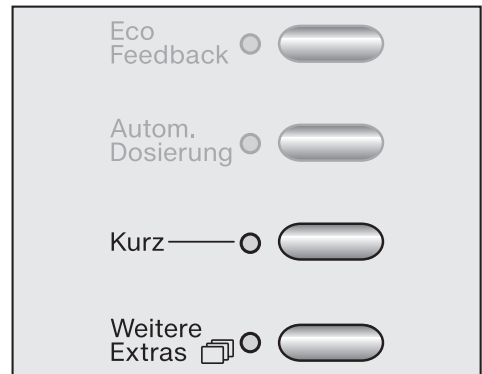 Eco
Feedback
Autom.
Dosierung
Kurz
Weitere
Extras